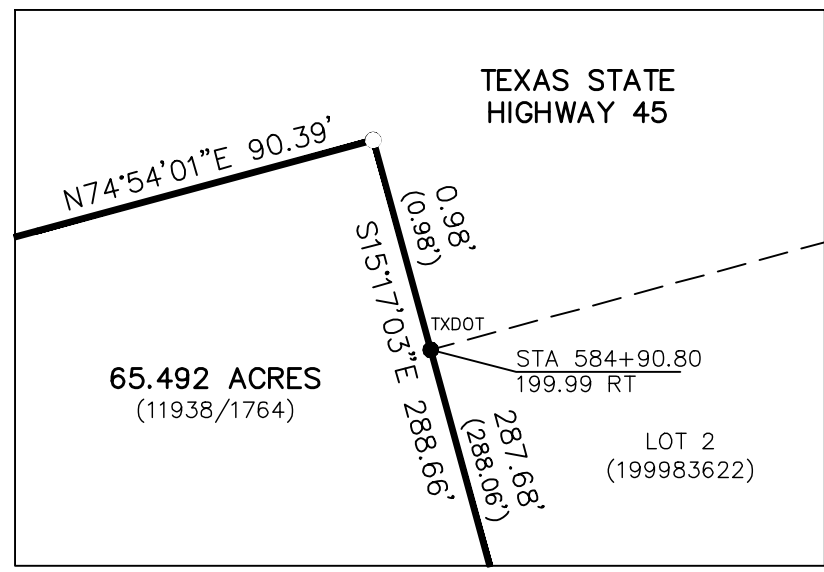 TEXAS STATE
HIGHWAY 45
N74°54'01"E 90.39'
0.98'
(0.98')
S15°17'03"E 288.66'
TXDOT
STA 584+90.80
199.99 RT
65.492 ACRES
(11938/1764)
287.68'
(288.06')
LOT 2
(199983622)